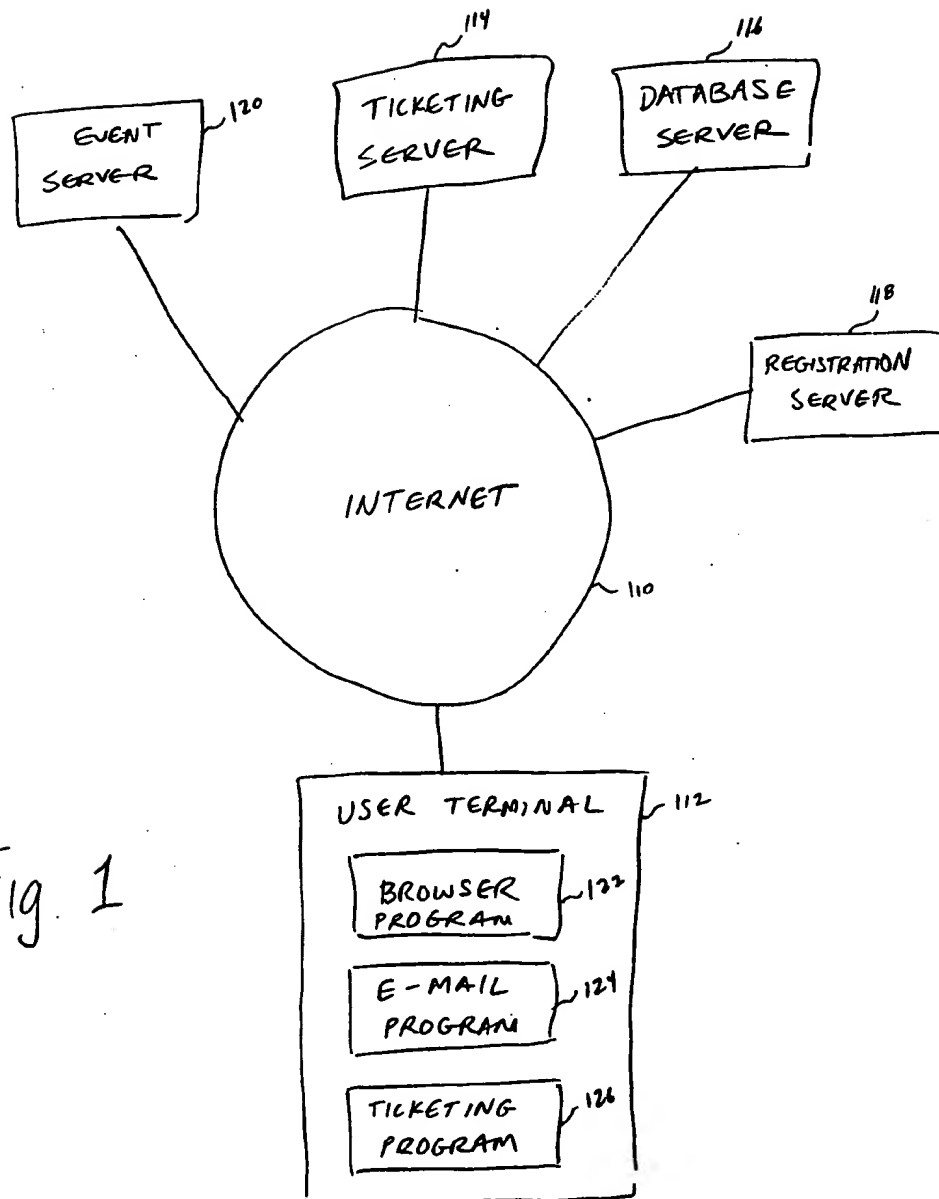 114
116
120
EVENT
SERVER
TICKETING
SERVER
DATABASE
SERVER
118
REGISTRATION
SERVER
INTERNET
110
USER TERMINAL
112
BROWSER
PROGRAM
122
E-MAIL
PROGRAM
124
TICKETING
PROGRAM
126
ig. 1